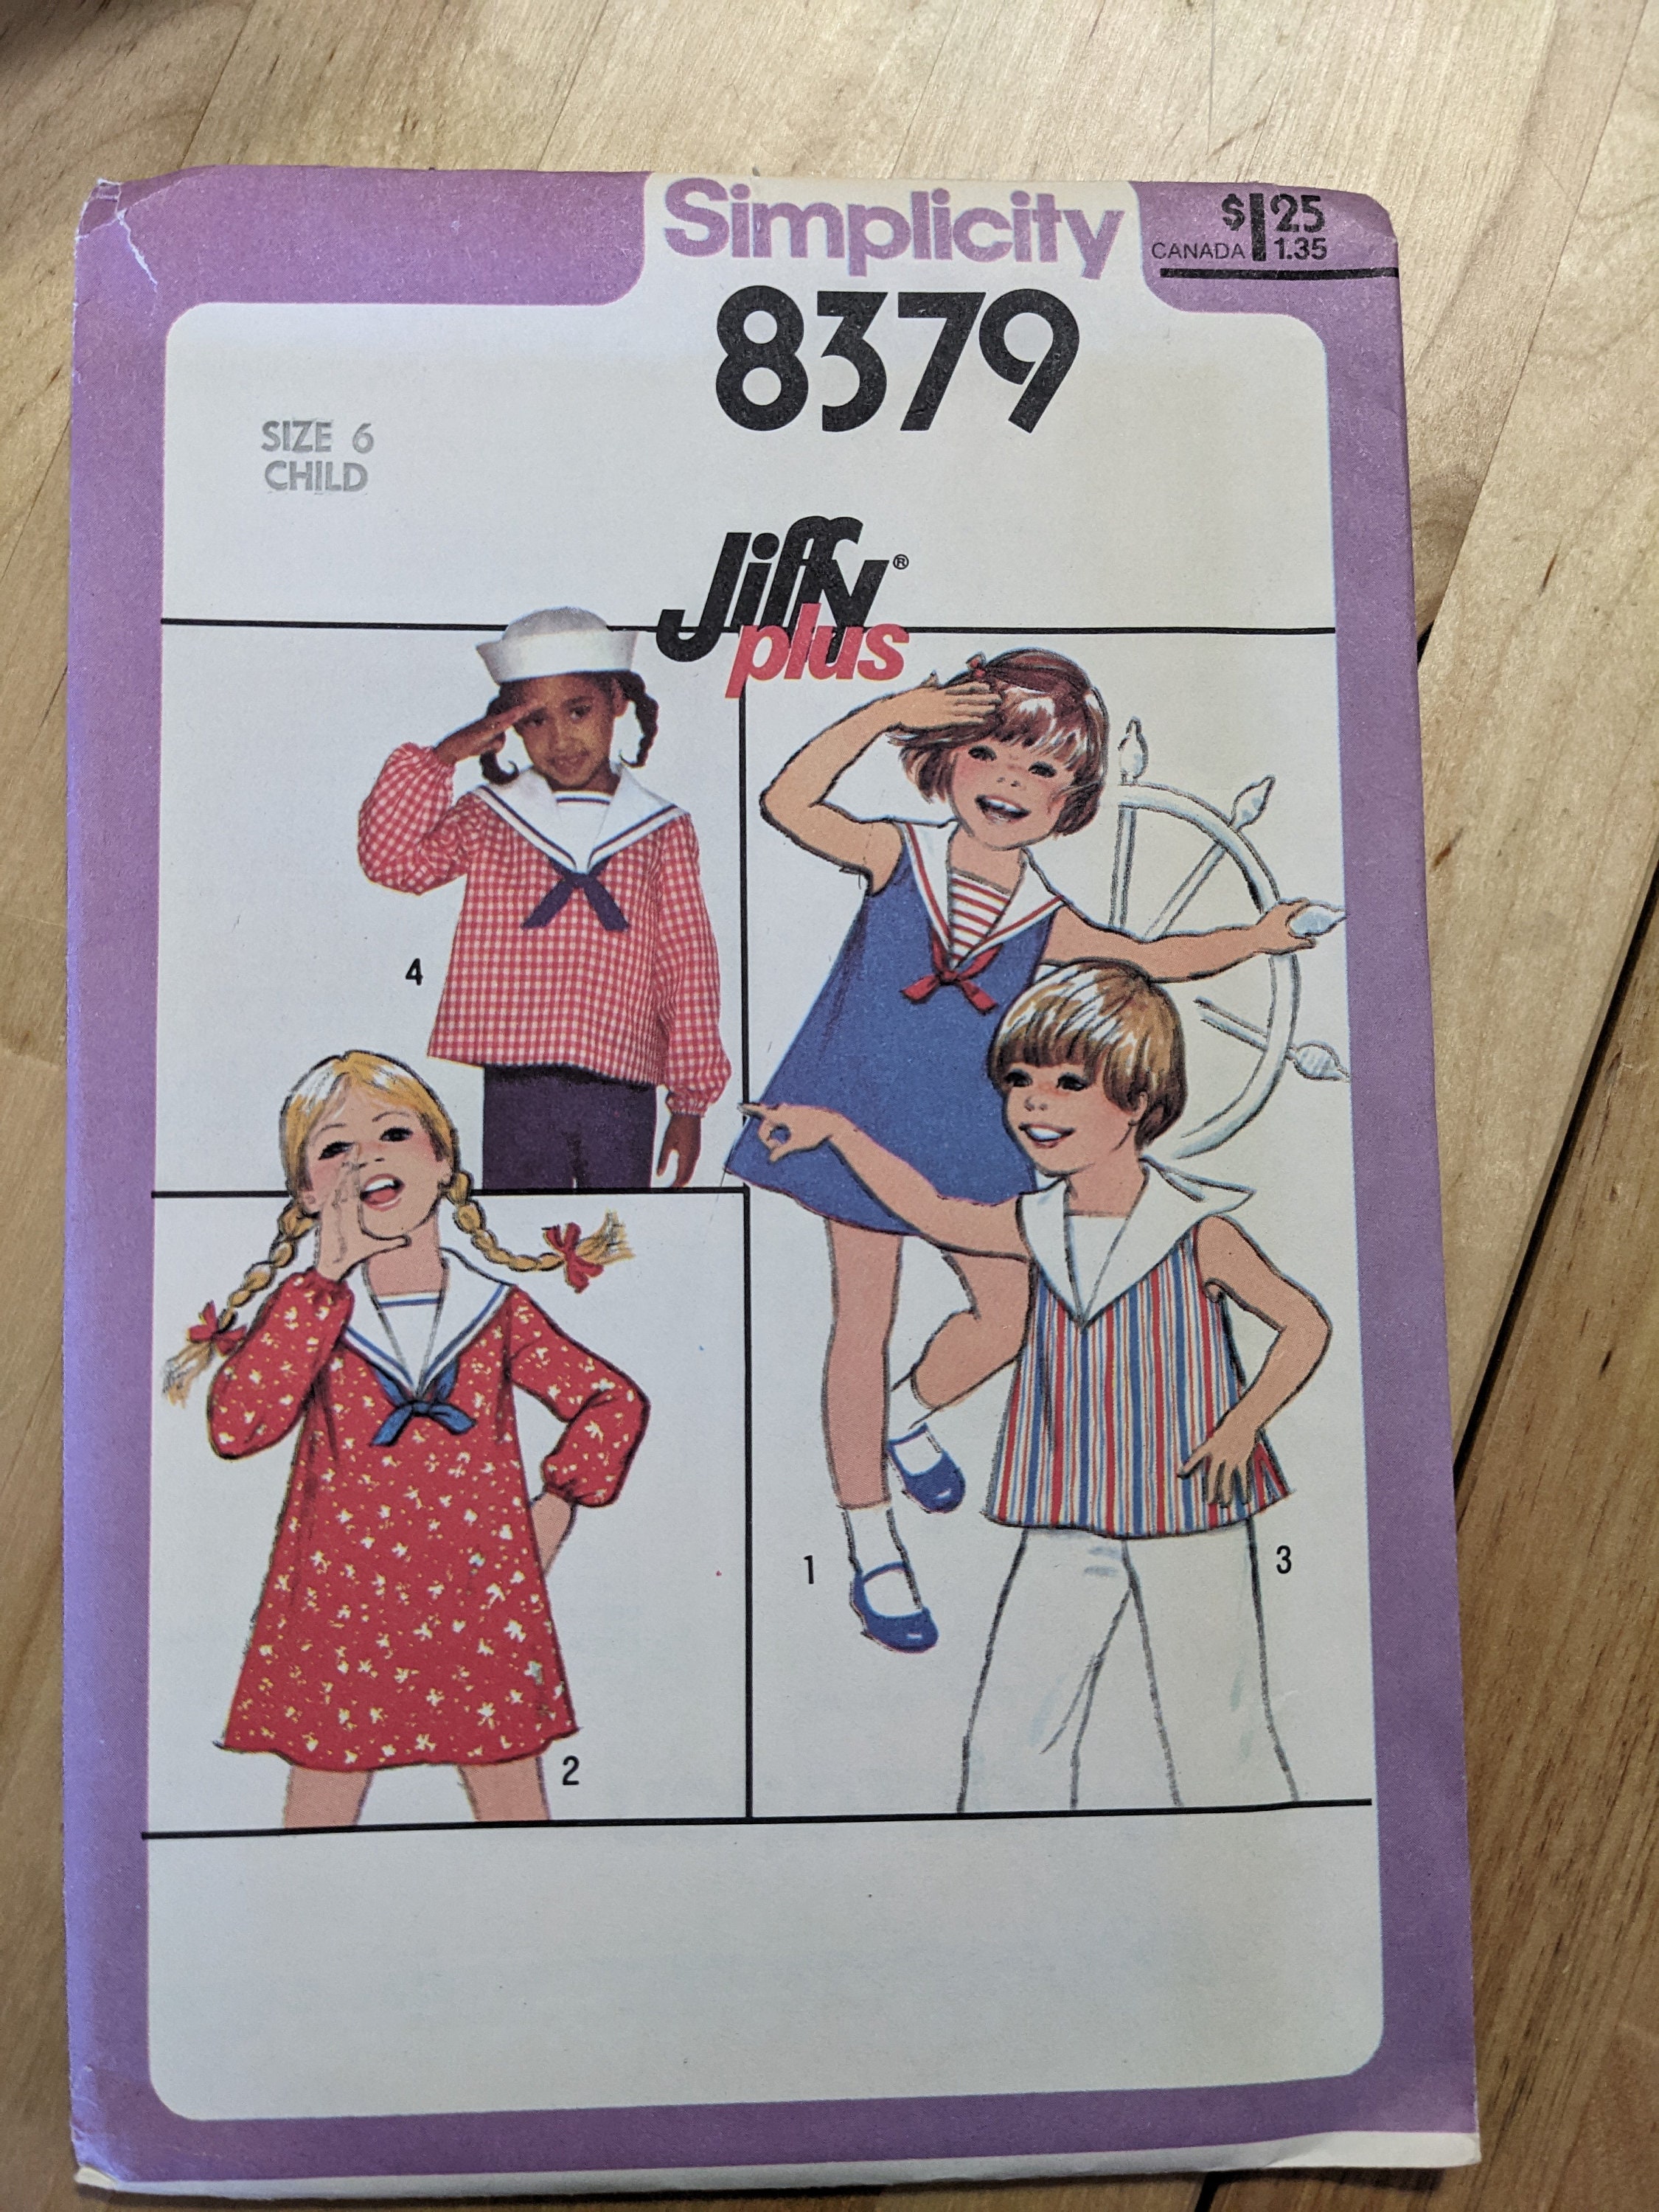 Simplicity
$1.25
CANADA 1.35
8379
SIZE 6
CHILD
Jiffy®
plus
4
1
3
2